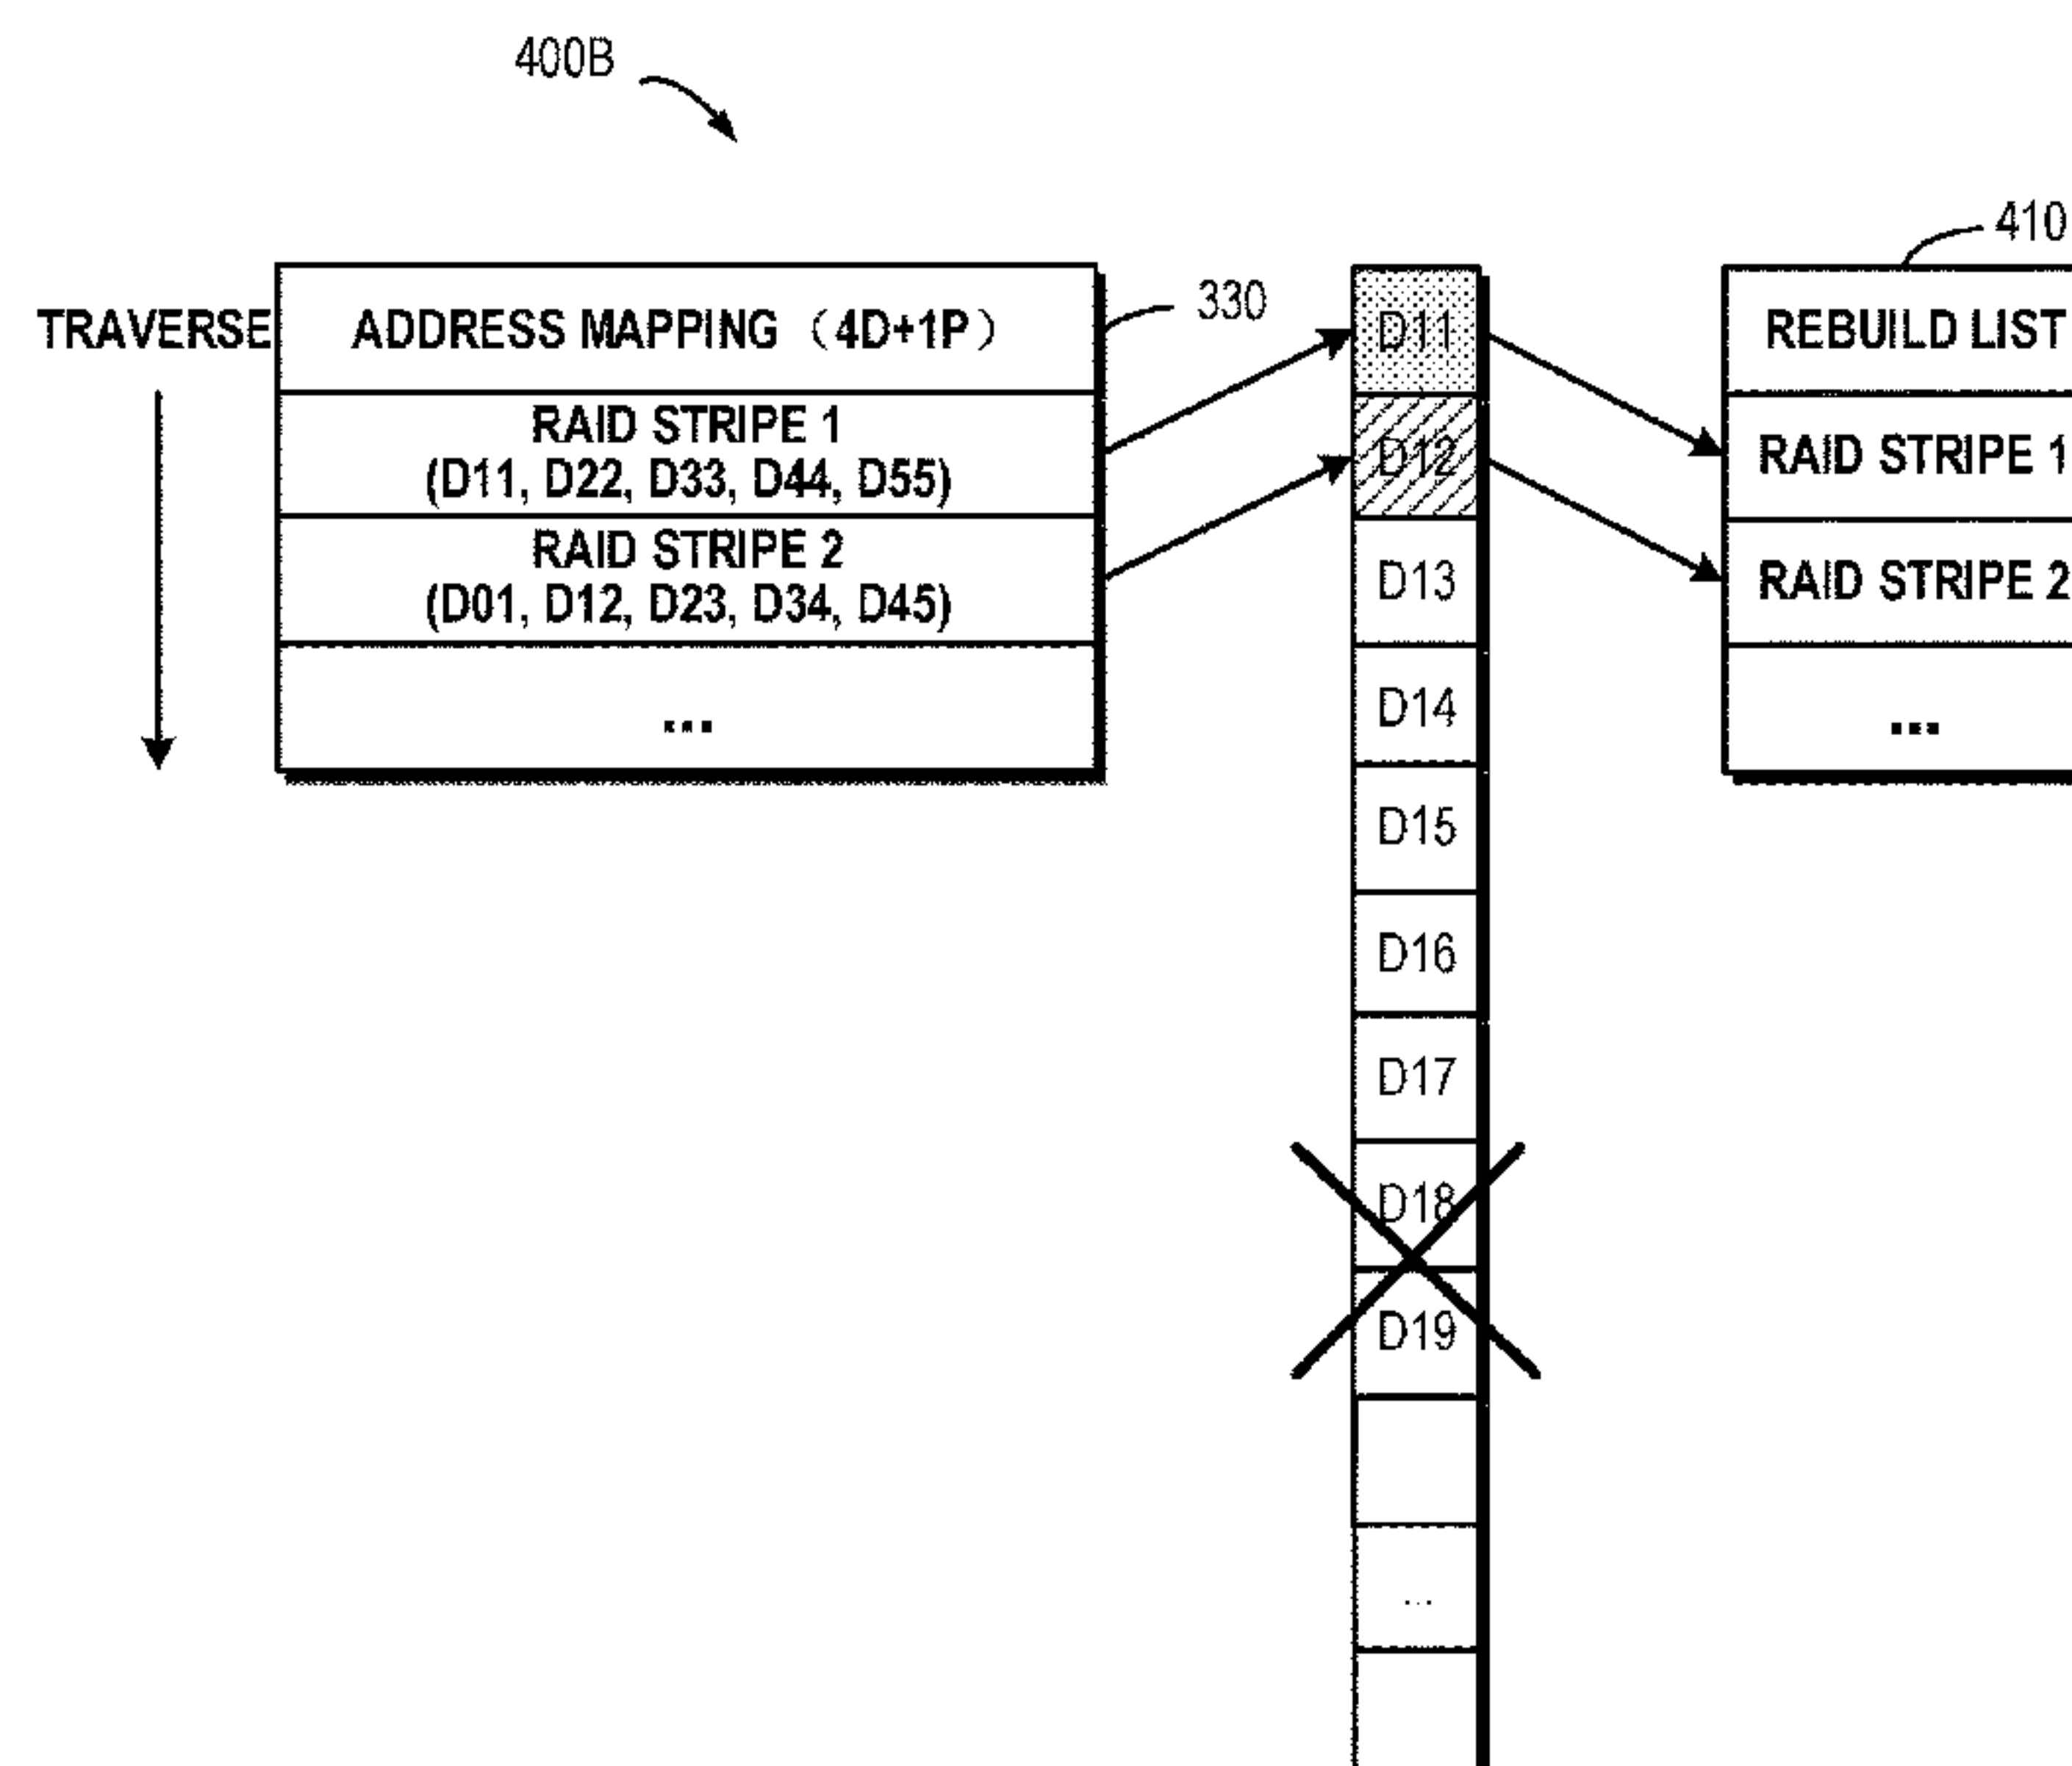 400B
410
330
TRAVERSE
ADDRESS MAPPING （4D+1P）
RAID STRIPE 1
(D11, D22, D33, D44, D55)
RAID STRIPE 2
(D01, D12, D23, D34, D45)
...
D11
D12
D13
D14
D15
D16
D17
D18
D19
...
REBUILD LIST
RAID STRIPE 1
RAID STRIPE 2
...